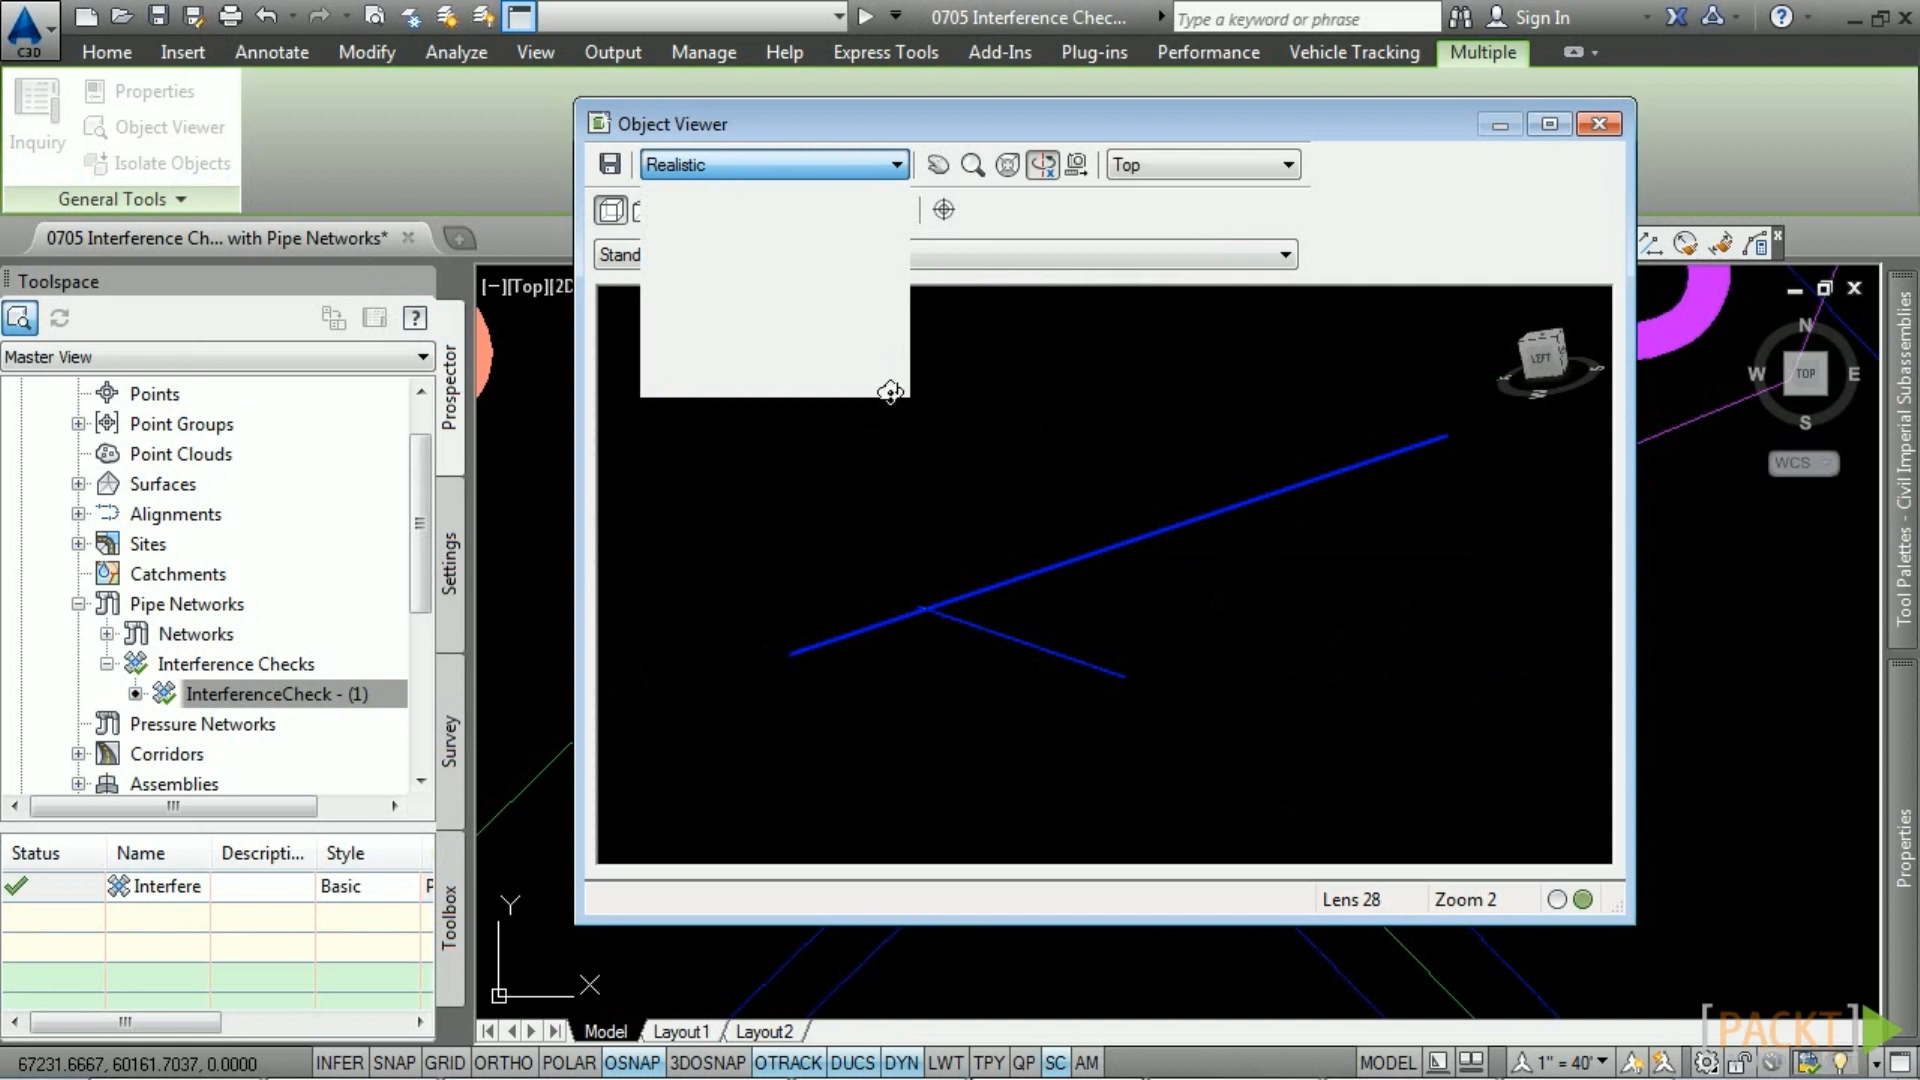 0705 Interference Chec...
Type a keyword or phrase
Sign In
C3D
Home Insert Annotate Modify Analyze View Output Manage Help Express Tools Add-Ins Plug-ins Performance Vehicle Tracking Multiple
Inquiry
Properties
Object Viewer
Isolate Objects
General Tools
0705 Interference Ch... with Pipe Networks*
Toolspace
Master View
Points
Point Groups
Point Clouds
Surfaces
Alignments
Sites
Catchments
Pipe Networks
Networks
Interference Checks
InterferenceCheck - (1)
Pressure Networks
Corridors
Assemblies
Status Name Descripti... Style
Interfere Basic P
Prospector
Settings
Survey
Toolbox
[−][Top][2D
Object Viewer
Realistic
Top
Stand
LEFT
Lens 28 Zoom 2
N
W TOP E
S
WCS
Tool Palettes - Civil Imperial Subassemblies
Properties
Y
X
Model Layout1 Layout2
[PACKT]
67231.6667, 60161.7037, 0.0000
INFER SNAP GRID ORTHO POLAR OSNAP 3DOSNAP OTRACK DUCS DYN LWT TPY QP SC AM
MODEL
1" = 40'